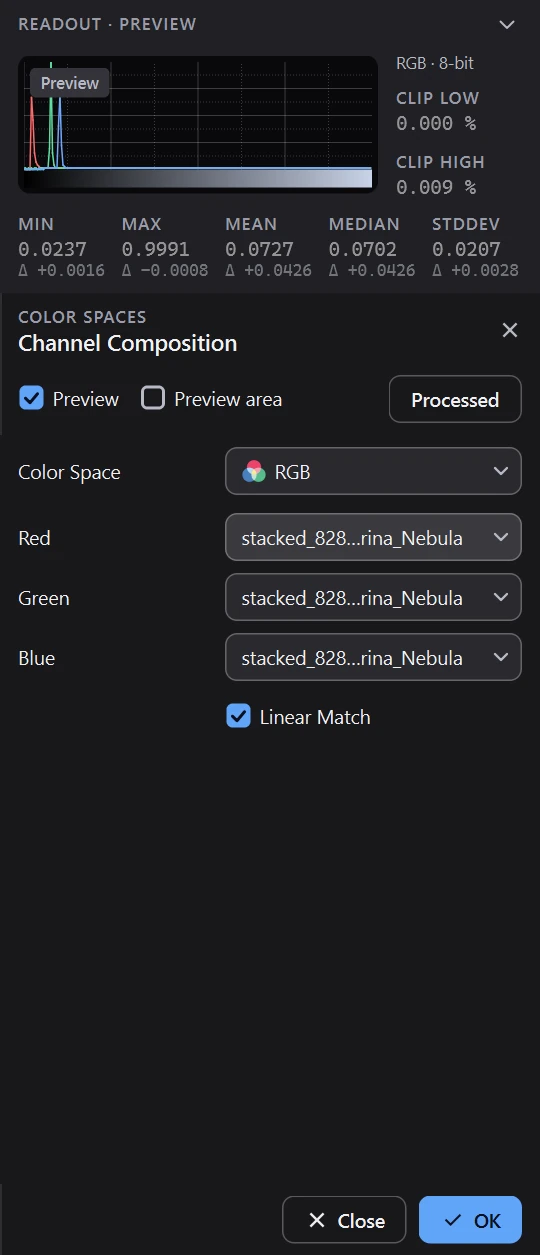 READOUT · PREVIEW
Preview
RGB · 8-bit
CLIP LOW
0.000 %
CLIP HIGH
0.009 %
MIN MAX MEAN MEDIAN STDDEV
0.0237 0.9991 0.0727 0.0702 0.0207
Δ +0.0016 Δ −0.0008 Δ +0.0426 Δ +0.0426 Δ +0.0028
COLOR SPACES
Channel Composition
Preview Preview area Processed
Color Space RGB
Red stacked_828...rina_Nebula
Green stacked_828...rina_Nebula
Blue stacked_828...rina_Nebula
Linear Match
Close OK